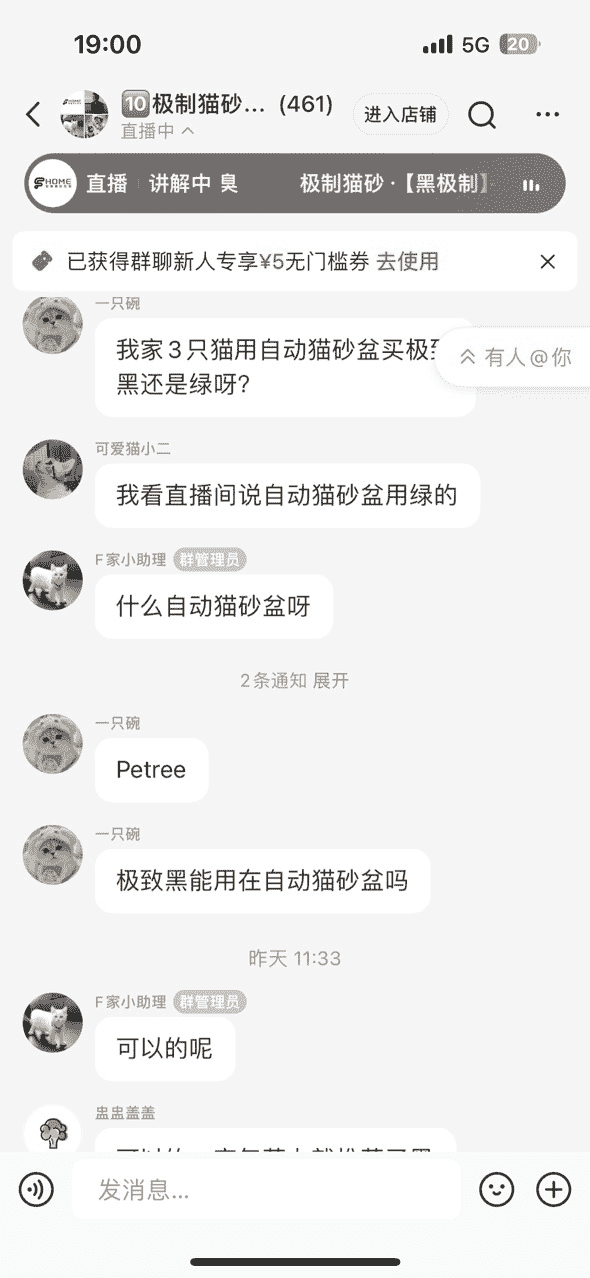 19:00
5G
20
10极制猫砂... (461)
直播中
进入店铺
HOME
直播 讲解中 臭 极制猫砂·【黑极制】
已获得群聊新人专享¥5无门槛券 去使用
一只碗
我家3只猫用自动猫砂盆买极
黑还是绿呀?
有人@你
可爱猫小二
我看直播间说自动猫砂盆用绿的
F家小助理 群管理员
什么自动猫砂盆呀
2条通知 展开
一只碗
Petree
一只碗
极致黑能用在自动猫砂盆吗
昨天 11:33
F家小助理 群管理员
可以的呢
盅盅盖盖
发消息...